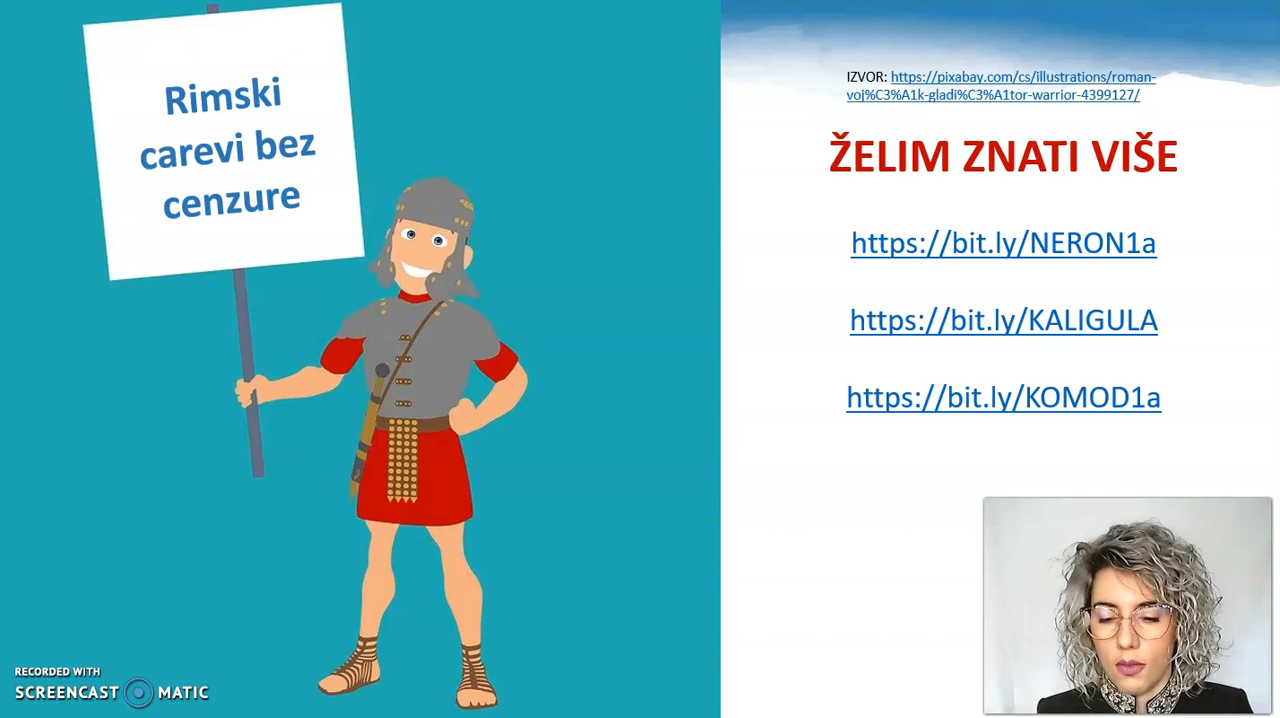 Rimski
carevi bez
cenzure
IZVOR: https://pixabay.com/cs/illustrations/roman-
voj%C3%A1k-gladi%C3%A1tor-warrior-4399127/
ŽELIM ZNATI VIŠE
https://bit.ly/NERON1a
https://bit.ly/KALIGULA
https://bit.ly/KOMOD1a
RECORDED WITH
SCREENCAST MATIC